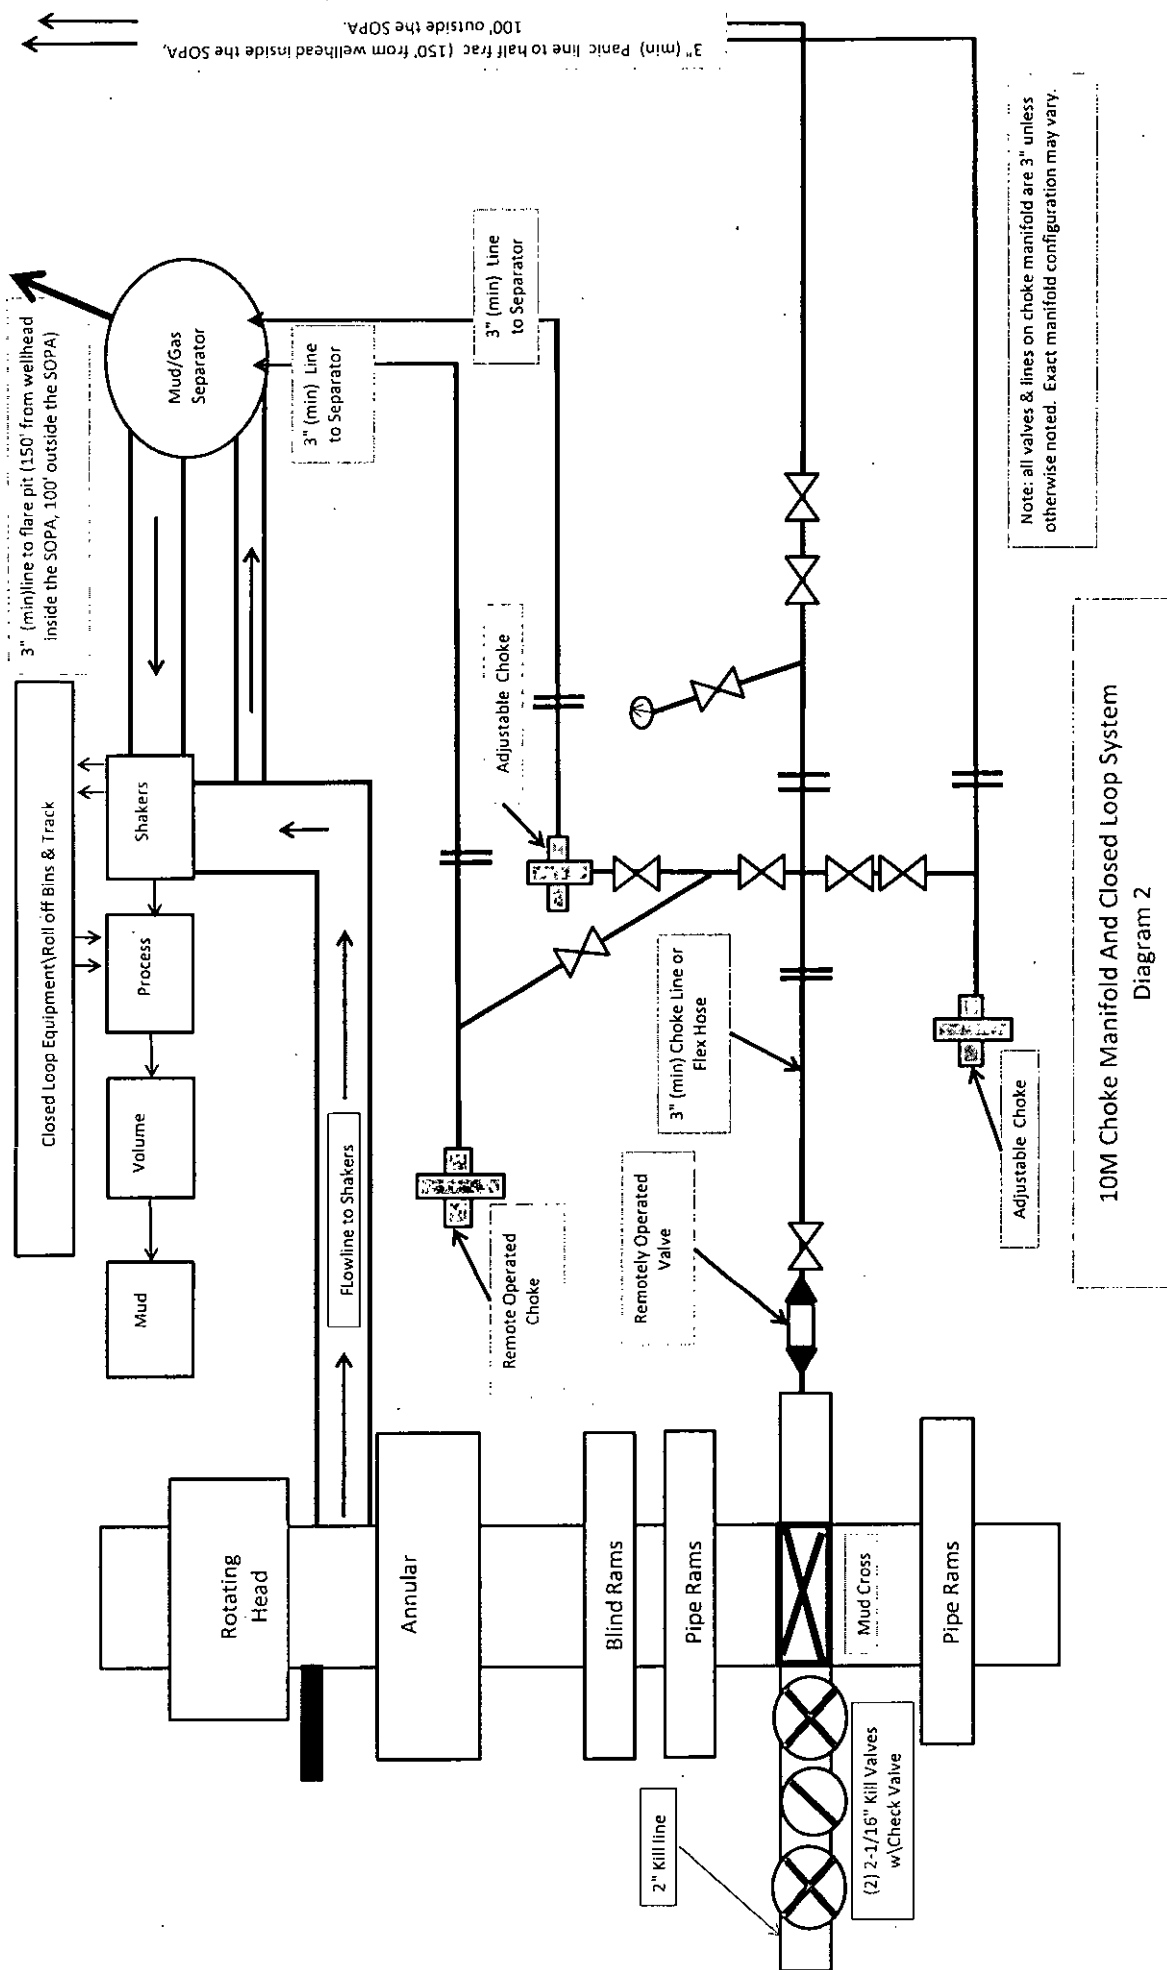 3" (min) Panic line to half frac (150' from wellhead inside the SOPA,
100' outside the SOPA.
3" (min)line to flare pit (150' from wellhead
inside the SOPA, 100' outside the SOPA)
Closed Loop Equipment\Roll off Bins & Track
Mud
Volume
Process
Shakers
Mud/Gas
Separator
FLowline to Shakers
3" (min) Line
to Separator
3" (min) Line
to Separator
Rotating
Head
Annular
Blind Rams
Pipe Rams
Mud Cross
Pipe Rams
Remote Operated
Choke
Adjustable Choke
Remotely Operated
Valve
3" (min) Choke Line or
Flex Hose
2" Kill line
(2) 2-1/16" Kill Valves
w\Check Valve
Adjustable Choke
Note: all valves & lines on choke manifold are 3" unless
otherwise noted. Exact manifold configuration may vary.
10M Choke Manifold And Closed Loop System
Diagram 2